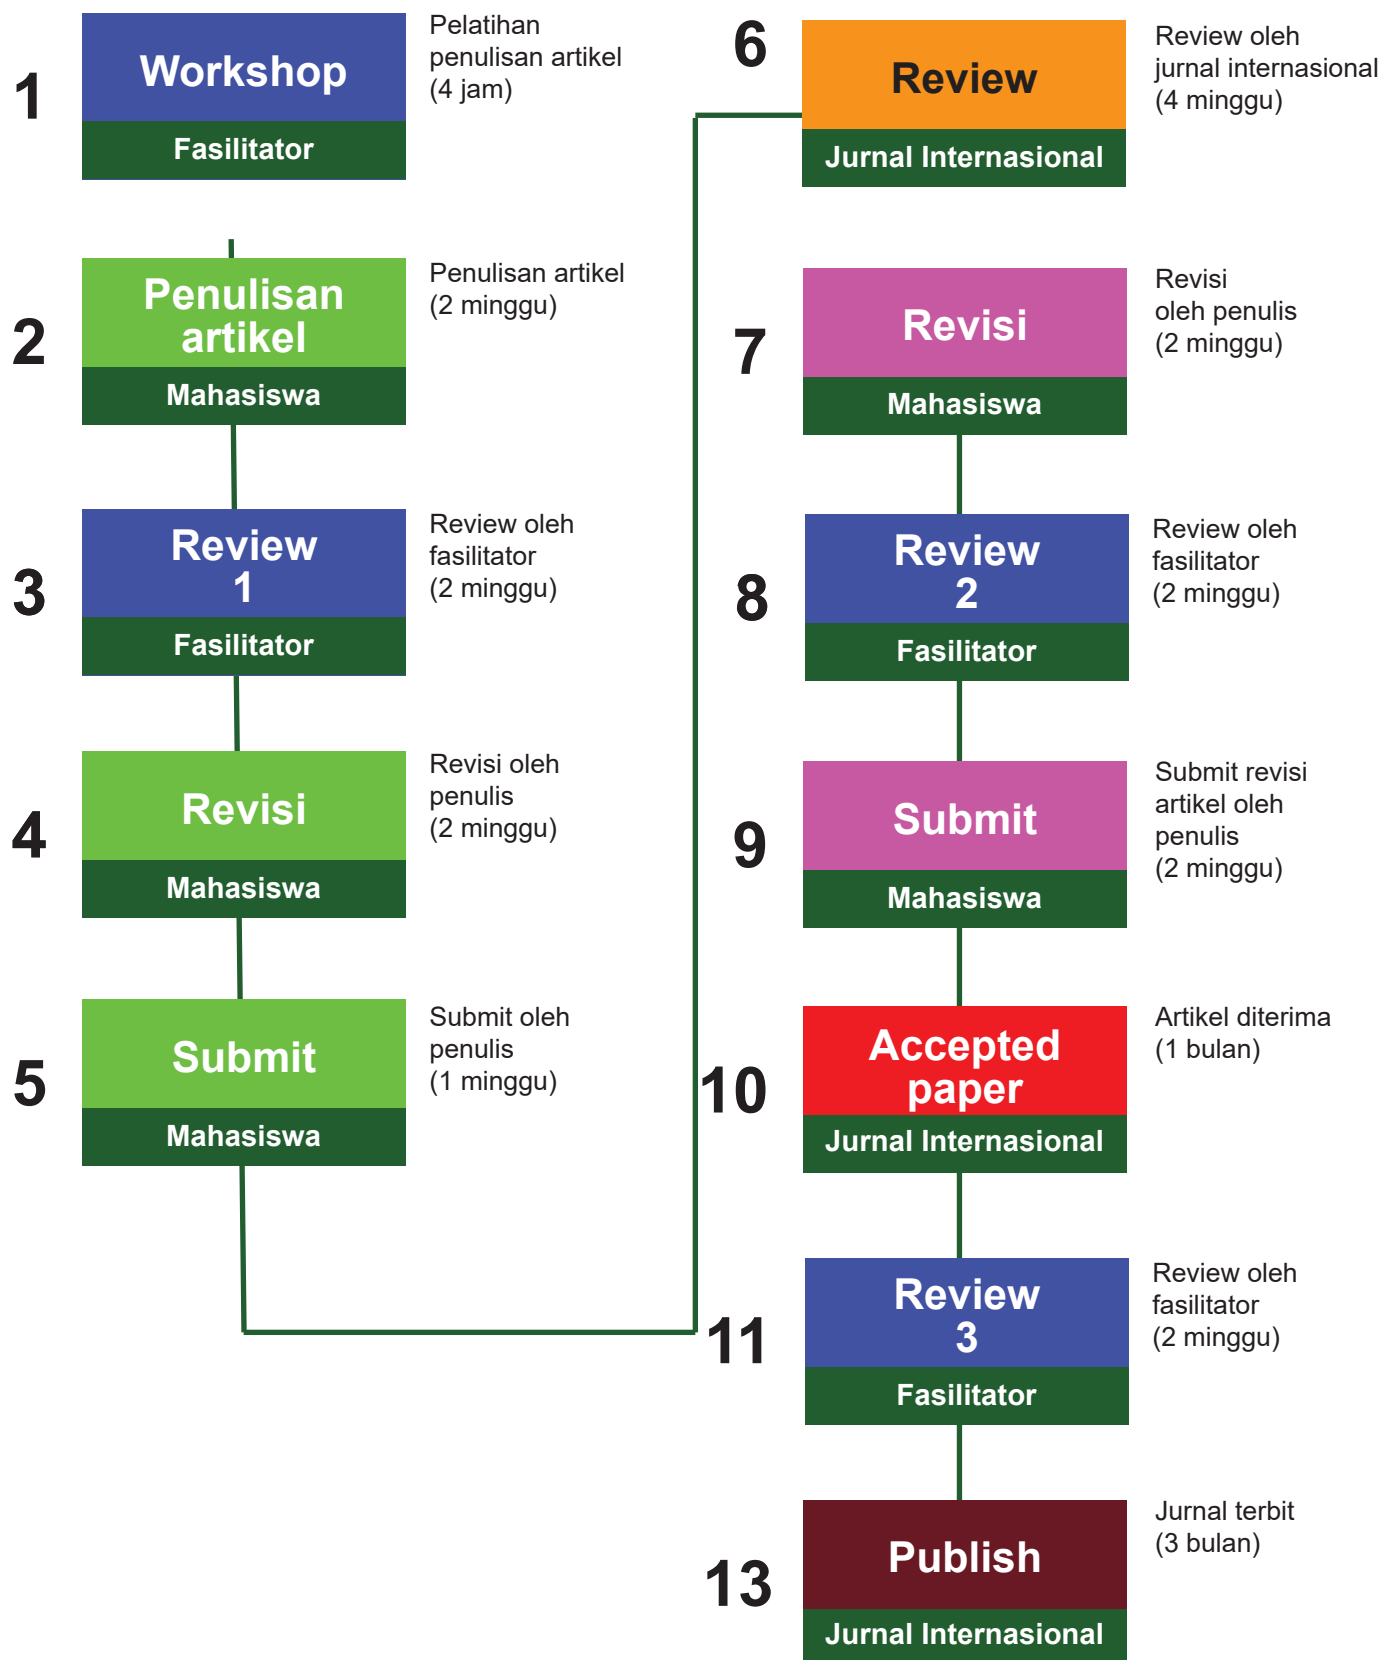 1
Workshop
Fasilitator
Pelatihan
penulisan artikel
(4 jam)
2
Penulisan
artikel
Mahasiswa
Penulisan artikel
(2 minggu)
3
Review
1
Fasilitator
Review oleh
fasilitator
(2 minggu)
4
Revisi
Mahasiswa
Revisi oleh
penulis
(2 minggu)
5
Submit
Mahasiswa
Submit oleh
penulis
(1 minggu)
6
Review
Jurnal Internasional
Review oleh
jurnal internasional
(4 minggu)
7
Revisi
Mahasiswa
Revisi
oleh penulis
(2 minggu)
8
Review
2
Fasilitator
Review oleh
fasilitator
(2 minggu)
9
Submit
Mahasiswa
Submit revisi
artikel oleh
penulis
(2 minggu)
10
Accepted
paper
Jurnal Internasional
Artikel diterima
(1 bulan)
11
Review
3
Fasilitator
Review oleh
fasilitator
(2 minggu)
13
Publish
Jurnal Internasional
Jurnal terbit
(3 bulan)